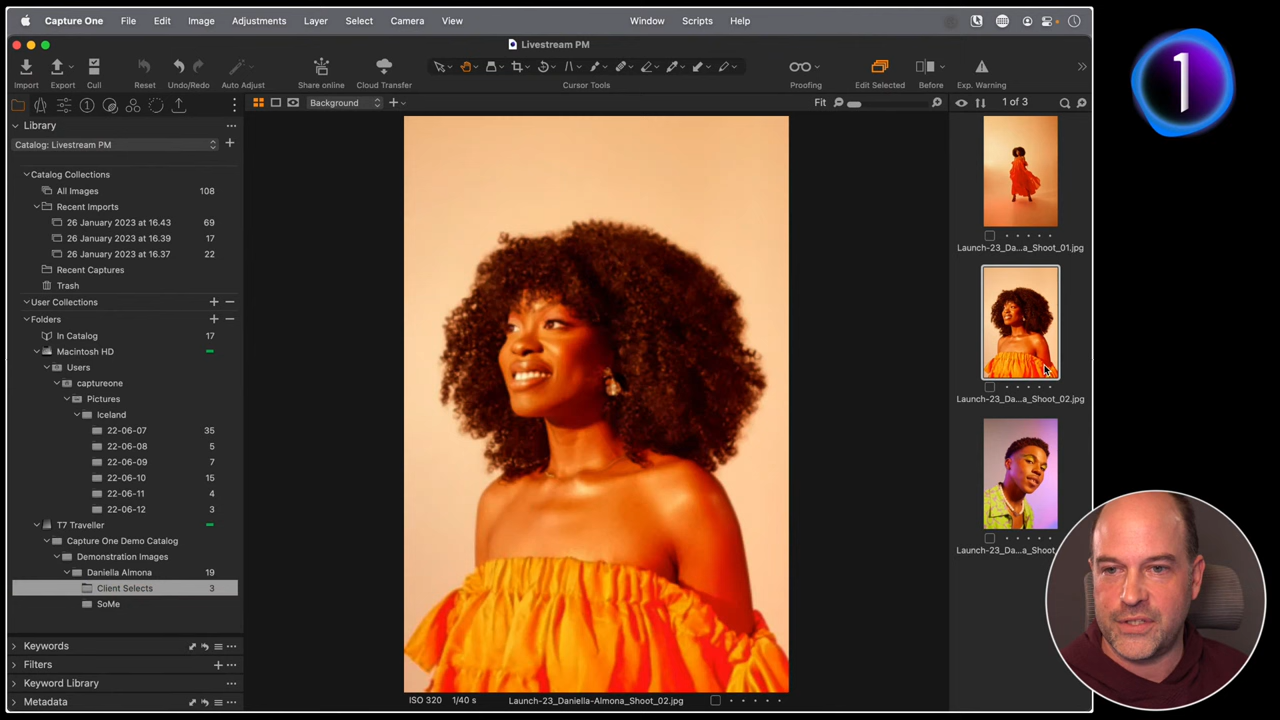 Capture One File Edit Image Adjustments Layer Select Camera View Window Scripts Help
Livestream PM
Import Export Cull Reset Undo/Redo Auto Adjust Share online Cloud Transfer Cursor Tools Proofing Edit Selected Before Exp. Warning
Background
Fit
1 of 3
Library
Catalog: Livestream PM
Catalog Collections
All Images 108
Recent Imports
26 January 2023 at 16.43 69
26 January 2023 at 16.39 17
26 January 2023 at 16.37 22
Recent Captures
Trash
User Collections
Folders
In Catalog 17
Macintosh HD
Users
captureone
Pictures
Iceland
22-06-07 35
22-06-08 5
22-06-09 7
22-06-10 15
22-06-11 4
22-06-12 3
T7 Traveller
Capture One Demo Catalog
Demonstration Images
Daniella Almona 19
Client Selects 3
SoMe
Keywords
Filters
Keyword Library
Metadata
ISO 320 1/40 s Launch-23_Daniella-Almona_Shoot_02.jpg
Launch-23_Da...a_Shoot_01.jpg
Launch-23_Da...a_Shoot_02.jpg
Launch-23_Da...a_Shoot
1